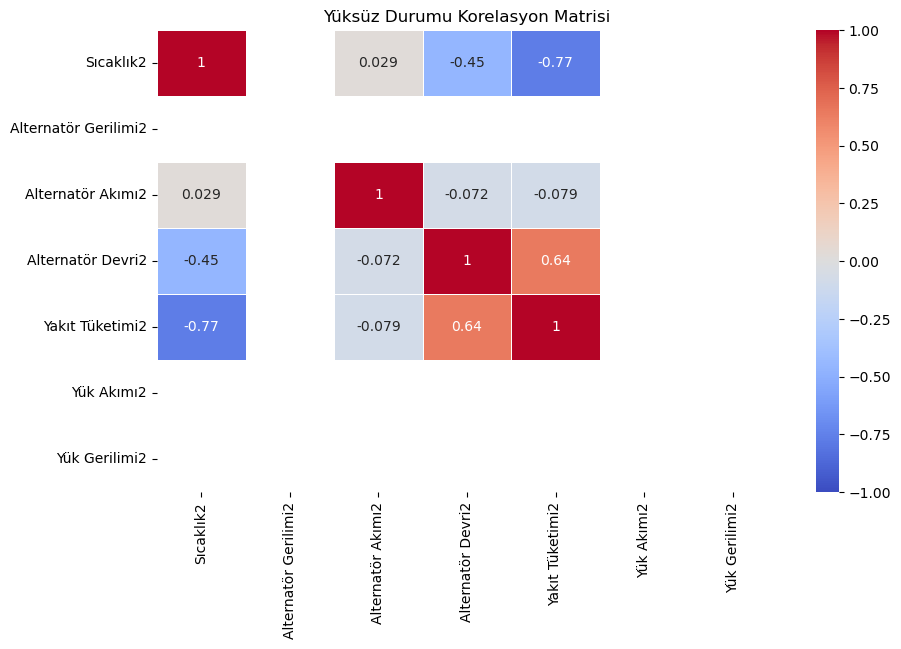 Yüksüz Durumu Korelasyon Matrisi
Sıcaklık2
1
0.029
-0.45
-0.77
Alternatör Gerilimi2
Alternatör Akımı2
0.029
1
-0.072
-0.079
Alternatör Devri2
-0.45
-0.072
1
0.64
Yakıt Tüketimi2
-0.77
-0.079
0.64
1
Yük Akımı2
Yük Gerilimi2
Sıcaklık2
Alternatör Gerilimi2
Alternatör Akımı2
Alternatör Devri2
Yakıt Tüketimi2
Yük Akımı2
Yük Gerilimi2
1.00
0.75
0.50
0.25
0.00
−0.25
−0.50
−0.75
−1.00